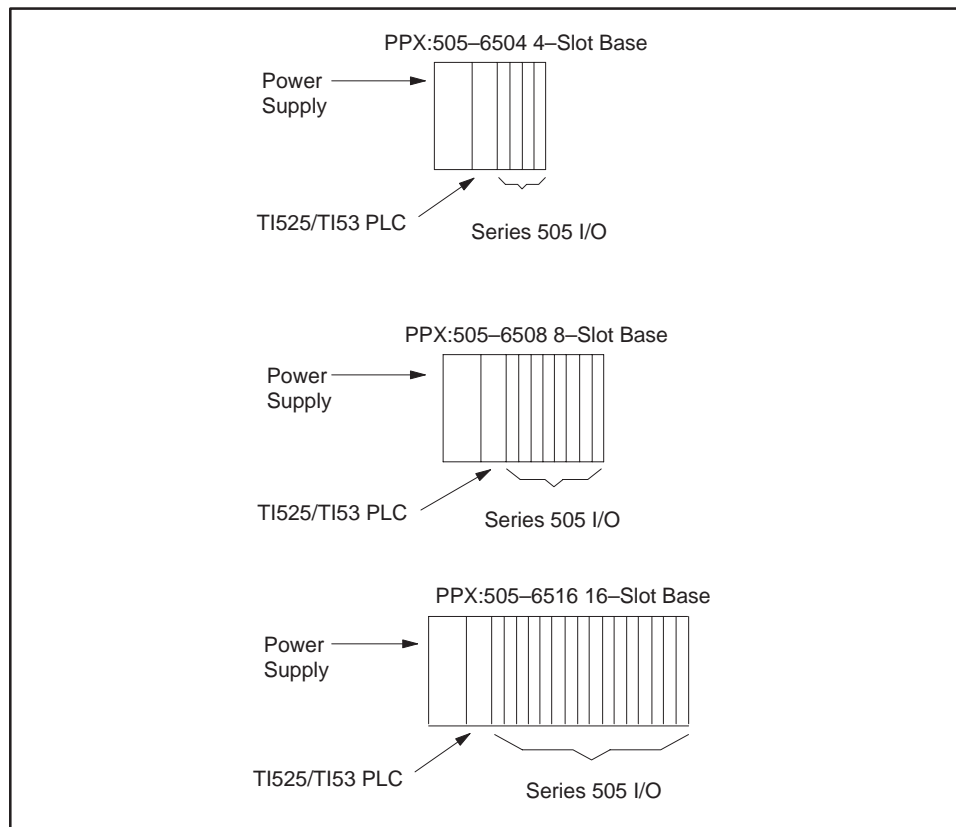 PPX:505–6504 4–Slot Base
Power
Supply
TI525/TI53 PLC
Series 505 I/O
PPX:505–6508 8–Slot Base
Power
Supply
TI525/TI53 PLC
Series 505 I/O
PPX:505–6516 16–Slot Base
Power
Supply
TI525/TI53 PLC
Series 505 I/O